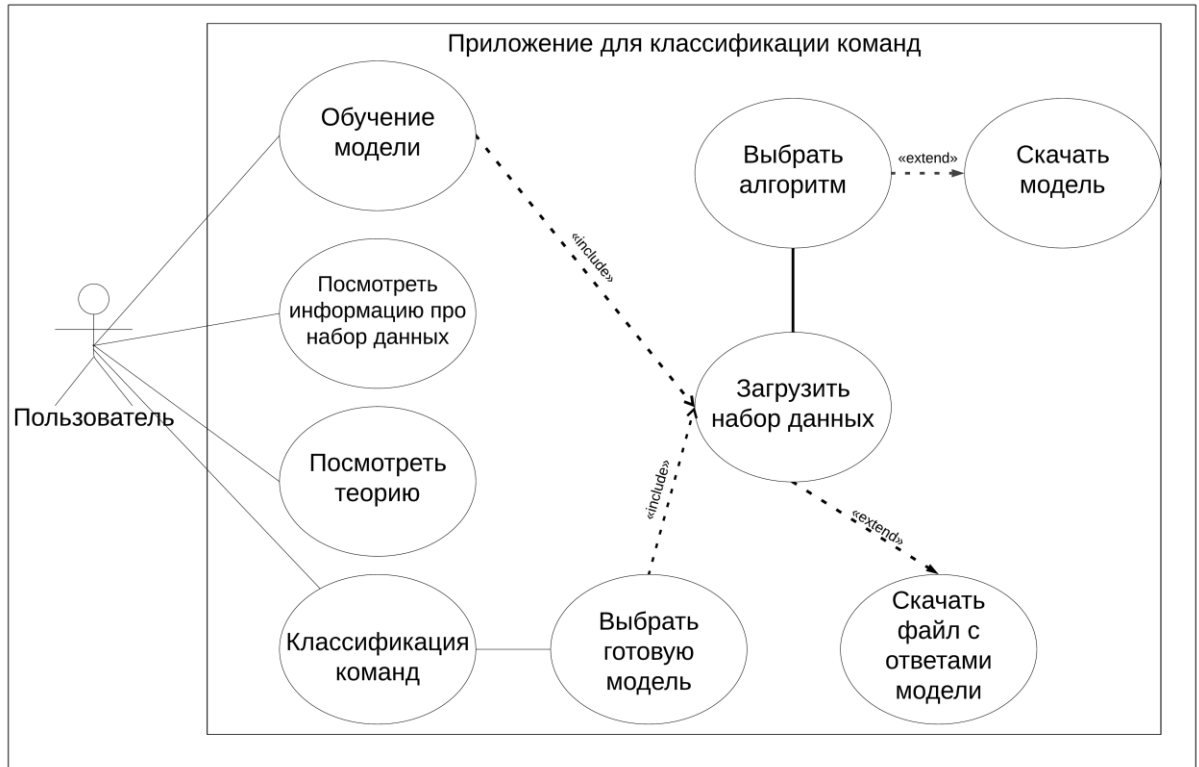 Приложение для классификации команд
Обучение
модели
Выбрать
алгоритм
«extend»
Скачать
модель
«include»
Посмотреть
информацию про
набор данных
Пользователь
Загрузить
набор данных
Посмотреть
теорию
«include»
«extend»
Классификация
команд
Выбрать
готовую
модель
Скачать
файл с
ответами
модели